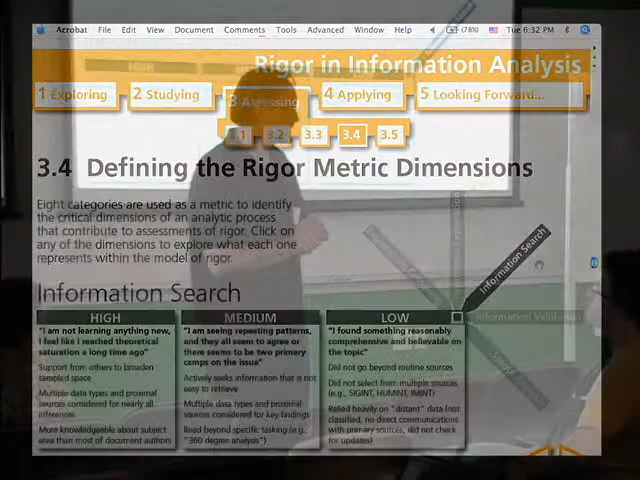 Acrobat File Edit View Document Comments Tools Advanced Window Help (78%) Tue 6:32 PM
Rigor in Information Analysis
1 Exploring 2 Studying 3 Assessing 4 Applying 5 Looking Forward...
3.1 3.2 3.3 3.4 3.5
3.4 Defining the Rigor Metric Dimensions
Eight categories are used as a metric to identify
the critical dimensions of an analytic process
that contribute to assessments of rigor. Click on
any of the dimensions to explore what each one
represents within the model of rigor.
Information Search
Information Validation
Information Search
HIGH
"I am not learning anything new,
I feel like I reached theoretical
saturation a long time ago"
Support from others to broaden
sampled space
Multiple data types and proximal
sources considered for nearly all
inferences
More knowledgeable about subject
area than most of document authors
MEDIUM
"I am seeing repeating patterns,
and they all seem to agree or
there seems to be two primary
camps on the issue"
Actively seeks information that is not
easy to retrieve
Multiple data types and proximal
sources considered for key findings
Read beyond specific tasking(e.g.,
"360 degree analysis")
LOW
"I found something reasonably
comprehensive and believable on
the topic"
Did not go beyond routine sources
Did not select from multiple sources
(e.g., SIGINT, HUMINT, IMINT)
Relied heavily on "distant" data (not
classified, no direct communications
with primary sources, did not check
for updates)